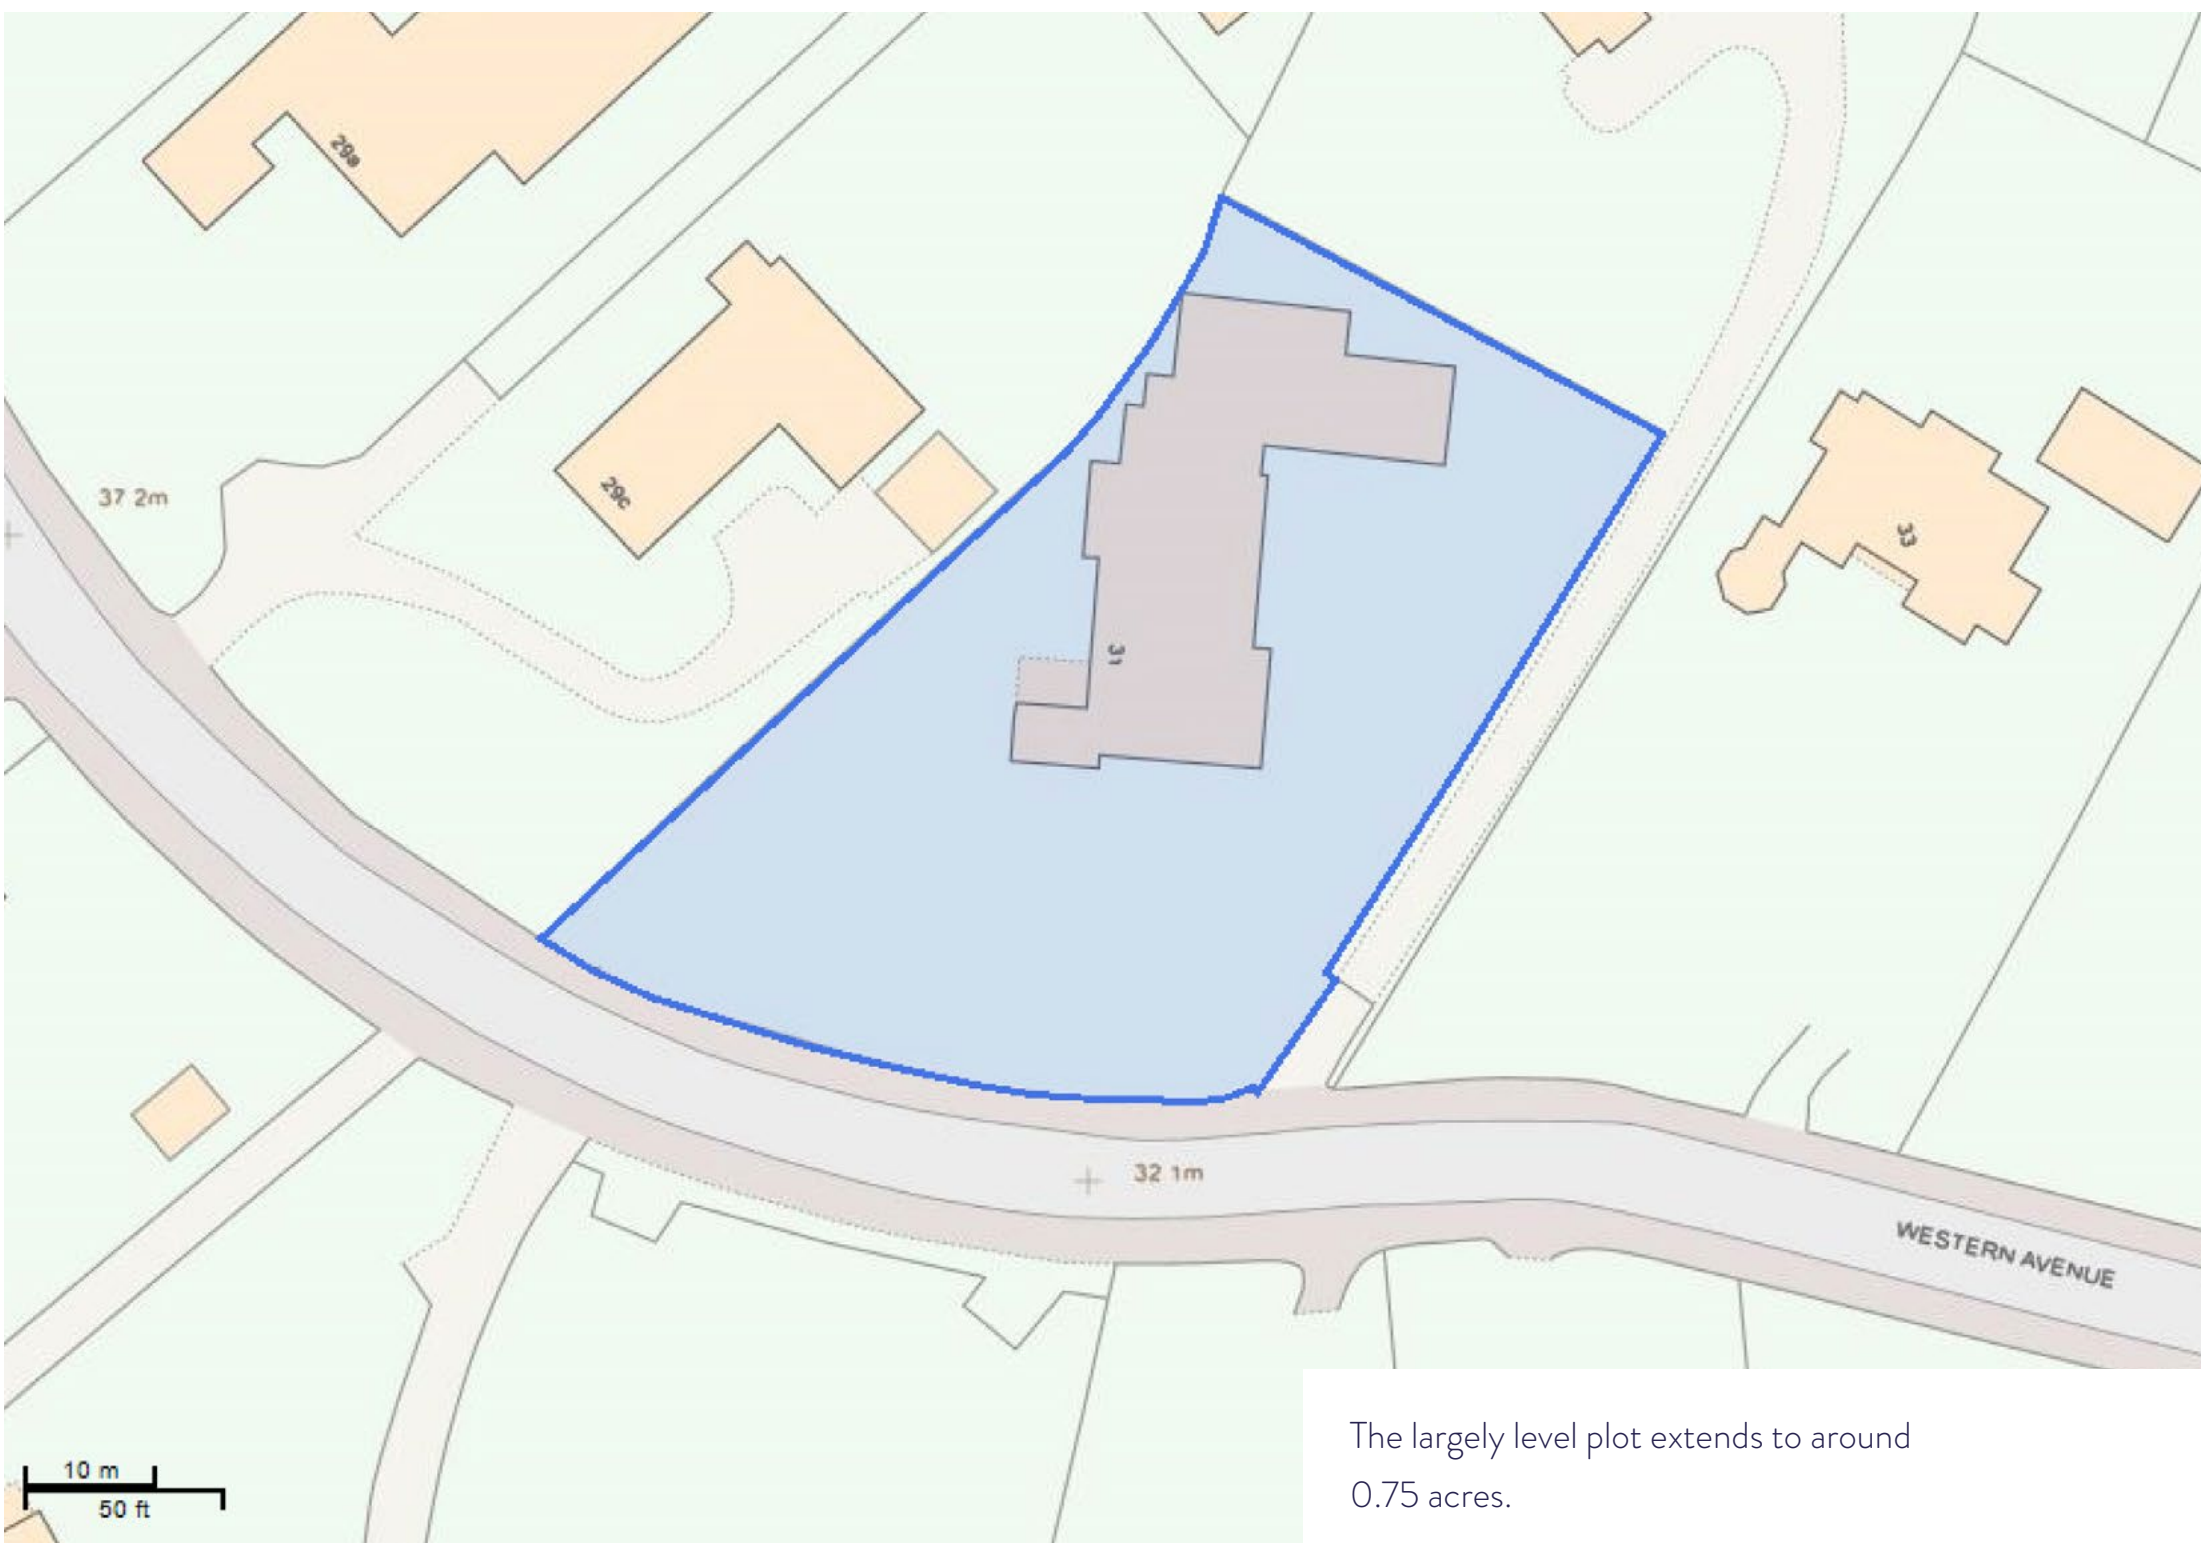 29a
37 2m
29c
33
31
32 1m
WESTERN AVENUE
10 m
50 ft
The largely level plot extends to around
0.75 acres.